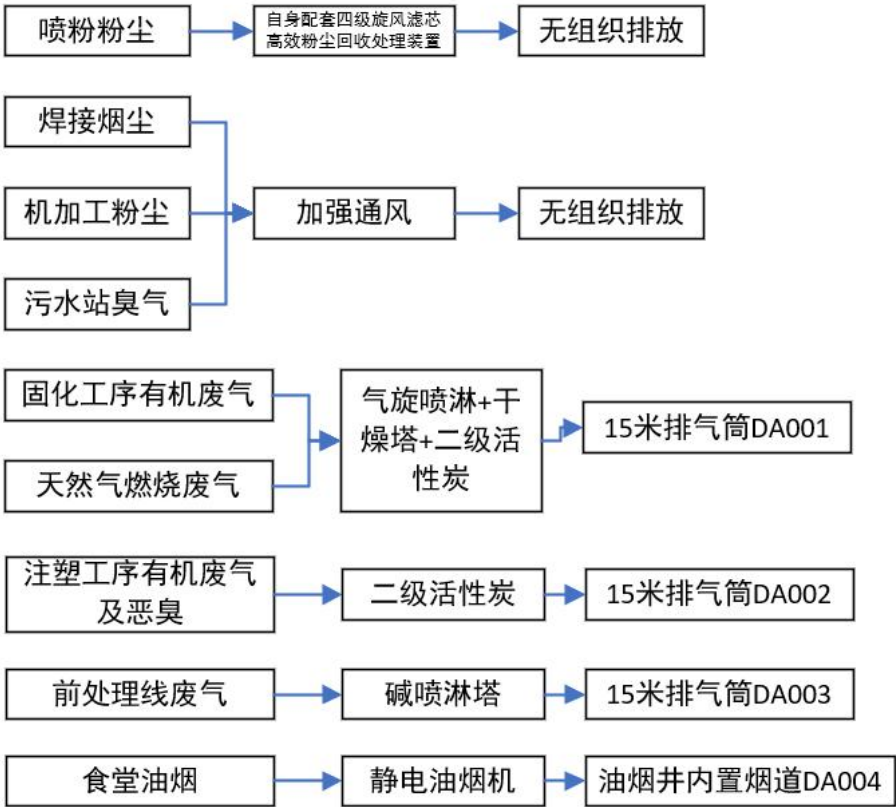 喷粉粉尘
自身配套四级旋风滤芯
高效粉尘回收处理装置
无组织排放
焊接烟尘
机加工粉尘
污水站臭气
加强通风
无组织排放
固化工序有机废气
天然气燃烧废气
气旋喷淋+干
燥塔+二级活
性炭
15米排气筒DA001
注塑工序有机废气
及恶臭
二级活性炭
15米排气筒DA002
前处理线废气
碱喷淋塔
15米排气筒DA003
食堂油烟
静电油烟机
油烟井内置烟道DA004